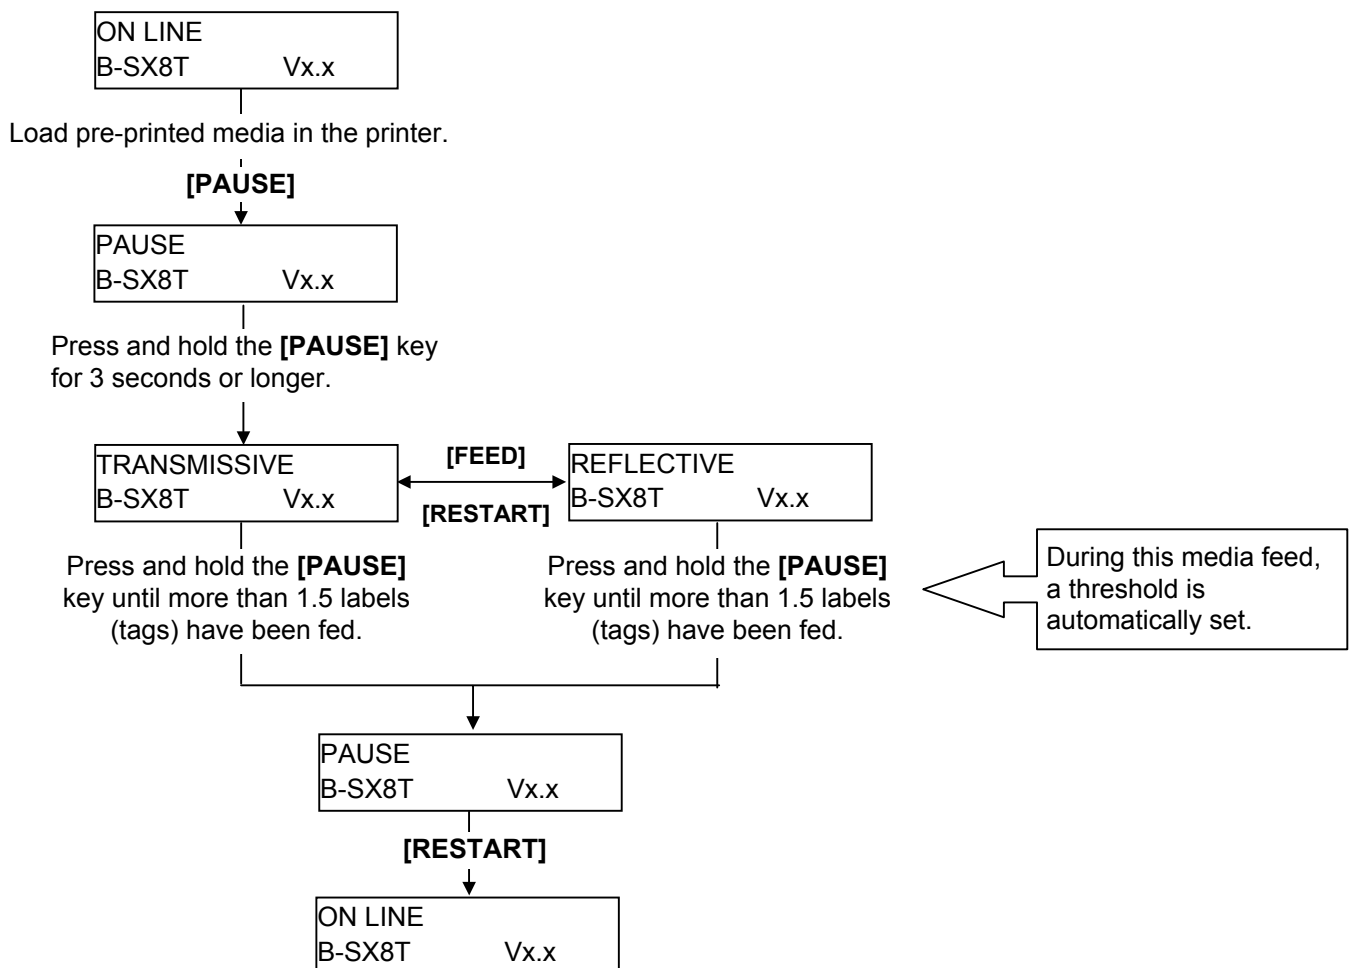 ON LINE
B-SX8T Vx.x
Load pre-printed media in the printer.
[PAUSE]
PAUSE
B-SX8T Vx.x
Press and hold the [PAUSE] key
for 3 seconds or longer.
TRANSMISSIVE
B-SX8T Vx.x
[FEED]
[RESTART]
REFLECTIVE
B-SX8T Vx.x
Press and hold the [PAUSE]
key until more than 1.5 labels
(tags) have been fed.
Press and hold the [PAUSE]
key until more than 1.5 labels
(tags) have been fed.
During this media feed,
a threshold is
automatically set.
PAUSE
B-SX8T Vx.x
[RESTART]
ON LINE
B-SX8T Vx.x